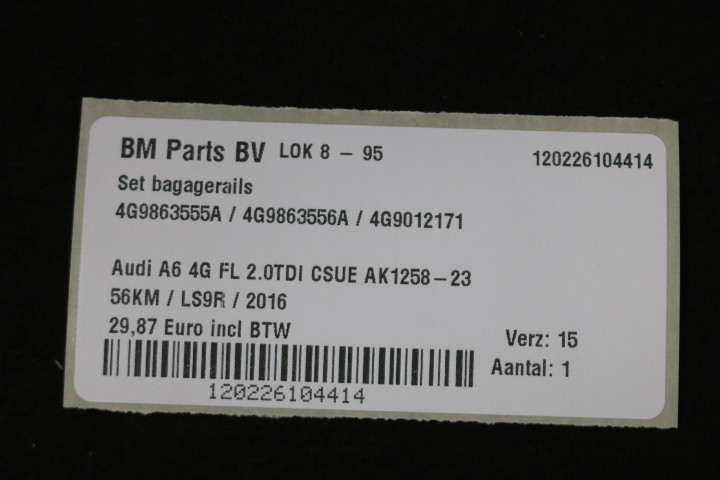 BM Parts BV LOK 8 - 95 120226104414
Set bagagerails
4G9863555A / 4G9863556A / 4G9012171
Audi A6 4G FL 2.0TDI CSUE AK1258-23
56KM / LS9R / 2016
29,87 Euro incl BTW
Verz: 15
Aantal: 1
120226104414